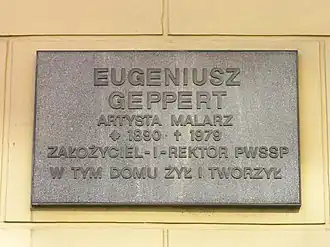 EUGENIUSZ
GEPPERT
ARTYSTA MALARZ
✥ 1890 · † 1979
ZAŁOŻYCIEL-I-REKTOR PWSSP
W TYM DOMU ŻYŁ I TWORZYŁ